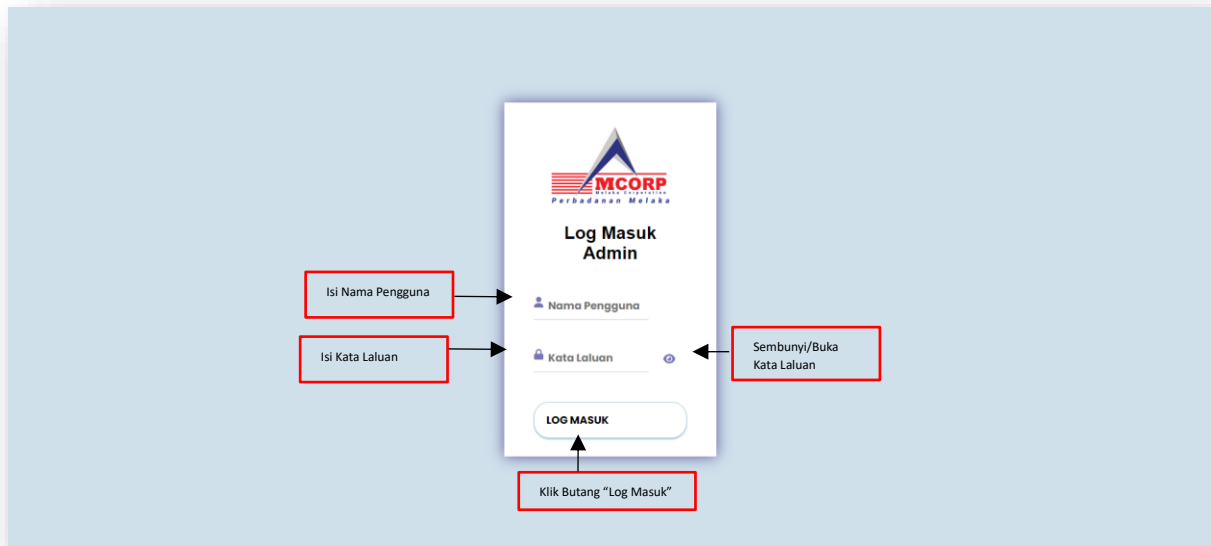 MCORP
Melaka Corporation
Perbadanan Melaka
Log Masuk
Admin
Isi Nama Pengguna
Nama Pengguna
Isi Kata Laluan
Kata Laluan
Sembunyi/Buka
Kata Laluan
LOG MASUK
Klik Butang “Log Masuk”